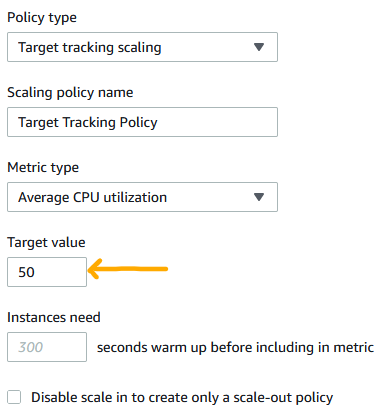 Policy type
Target tracking scaling
Scaling policy name
Target Tracking Policy
Metric type
Average CPU utilization
Target value
50
Instances need
300 seconds warm up before including in metric
Disable scale in to create only a scale-out policy